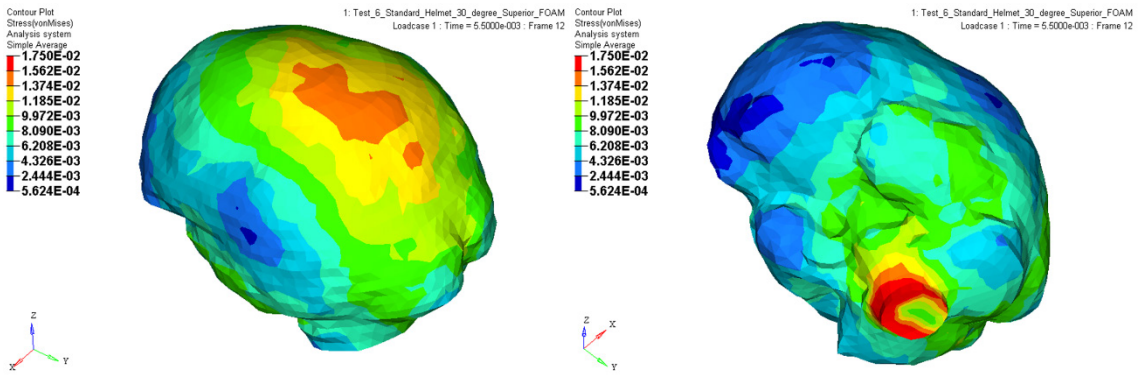 Contour Plot
Stress(vonMises)
Analysis system
Simple Average
1.750E-02
1.562E-02
1.374E-02
1.185E-02
9.972E-03
8.090E-03
6.208E-03
4.326E-03
2.444E-03
5.624E-04
1: Test_6_Standard_Helmet_30_degree_Superior_FOAM
Loadcase 1 : Time = 5.5000e-003 : Frame 12
Z
X
Y
Contour Plot
Stress(vonMises)
Analysis system
Simple Average
1.750E-02
1.562E-02
1.374E-02
1.185E-02
9.972E-03
8.090E-03
6.208E-03
4.326E-03
2.444E-03
5.624E-04
1: Test_6_Standard_Helmet_30_degree_Superior_FOAM
Loadcase 1 : Time = 5.5000e-003 : Frame 12
Z
X
Y